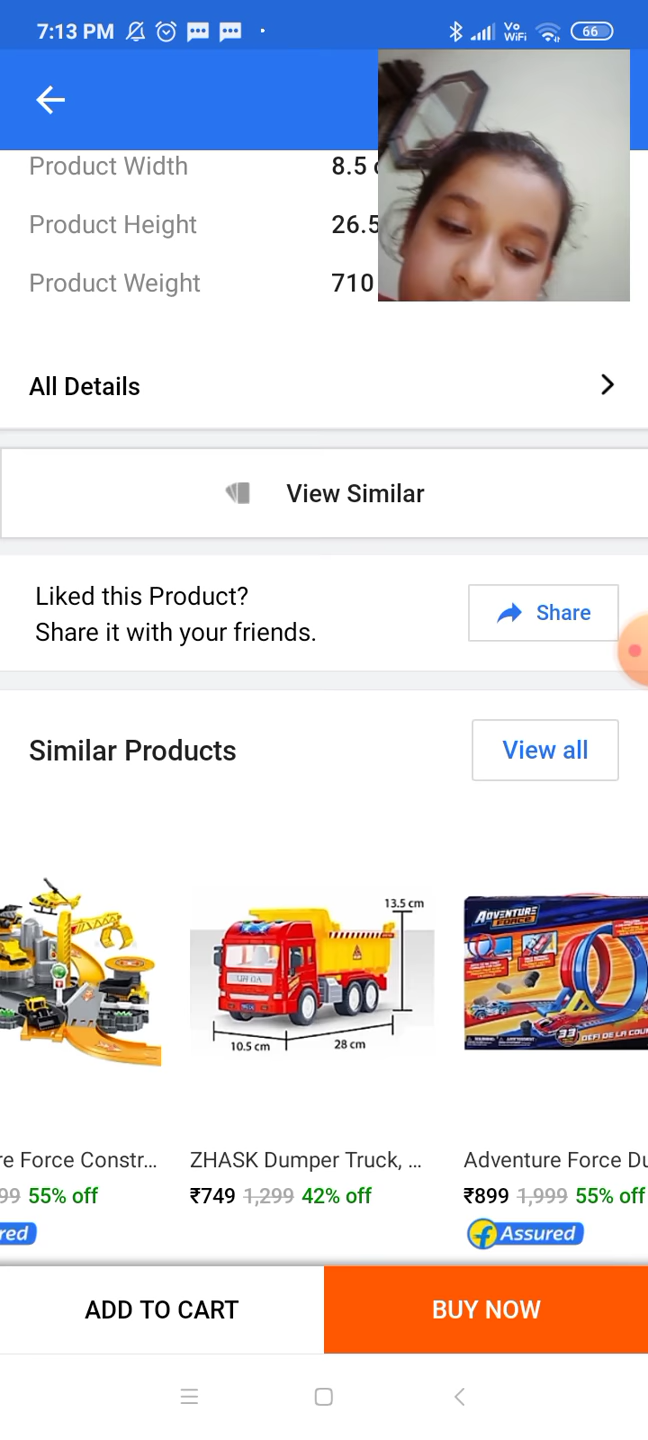 7:13 PM
Vo
WiFi
66
Product Width 8.5
Product Height 26.5
Product Weight 710
All Details
View Similar
Liked this Product?
Share it with your friends.
Share
Similar Products
View all
13.5 cm
10.5 cm
28 cm
ADVENTURE
FORCE
33
re Force Constr...
ZHASK Dumper Truck, ...
Adventure Force Du
99 55% off
₹749 1,299 42% off
₹899 1,999 55% off
red
Assured
ADD TO CART
BUY NOW